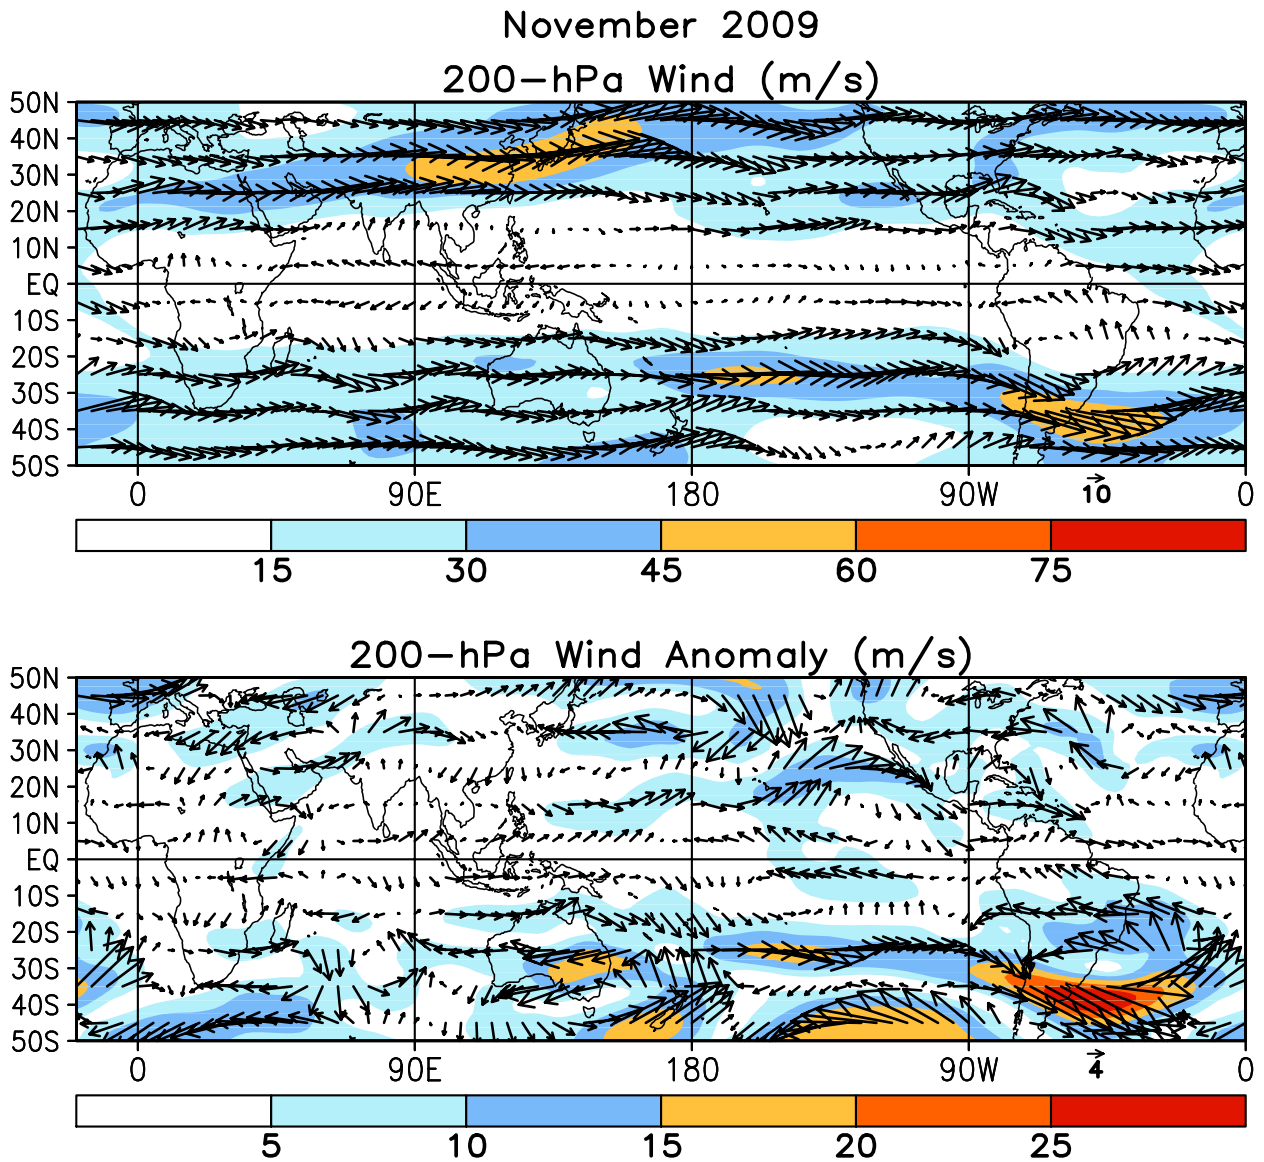 November 2009
200-hPa Wind (m/s)
50N
40N
30N
20N
10N
EQ
10S
20S
30S
40S
50S
0 90E 180 90W 10 0
15 30 45 60 75
200-hPa Wind Anomaly (m/s)
50N
40N
30N
20N
10N
EQ
10S
20S
30S
40S
50S
0 90E 180 90W 4 0
5 10 15 20 25